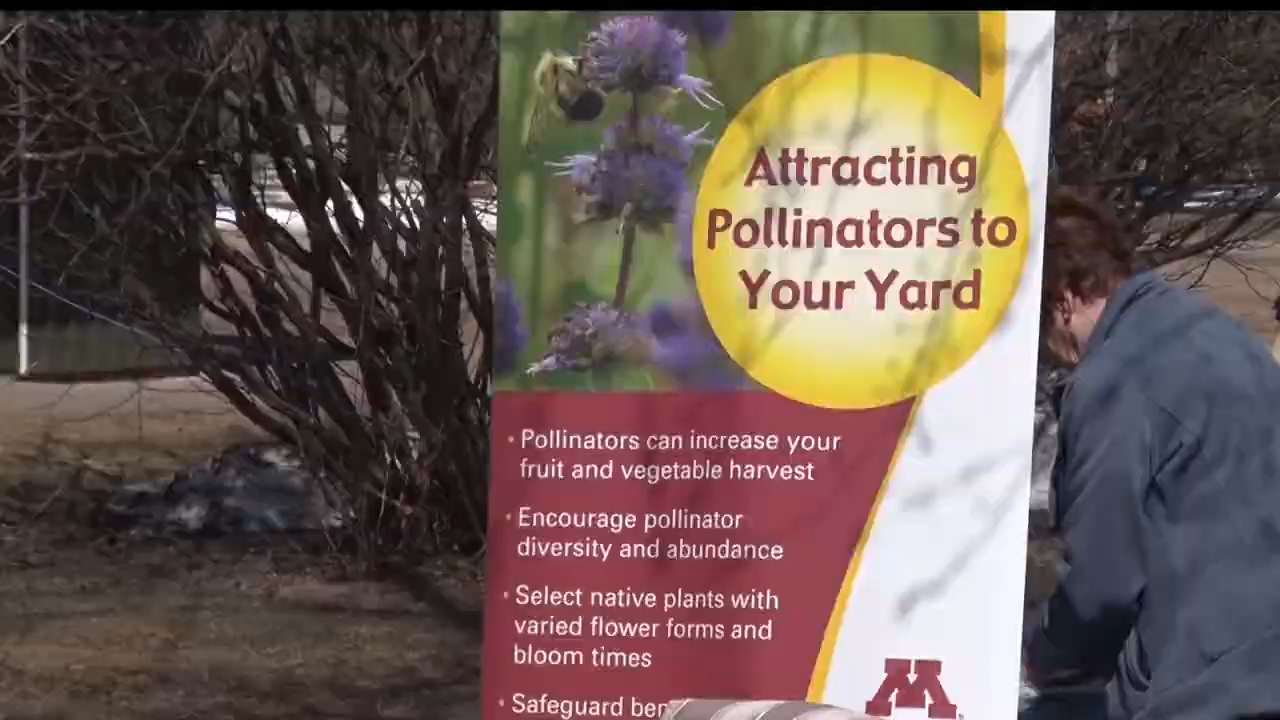 Attracting
Pollinators to
Your Yard
• Pollinators can increase your
fruit and vegetable harvest
• Encourage pollinator
diversity and abundance
• Select native plants with
varied flower forms and
bloom times
• Safeguard
M